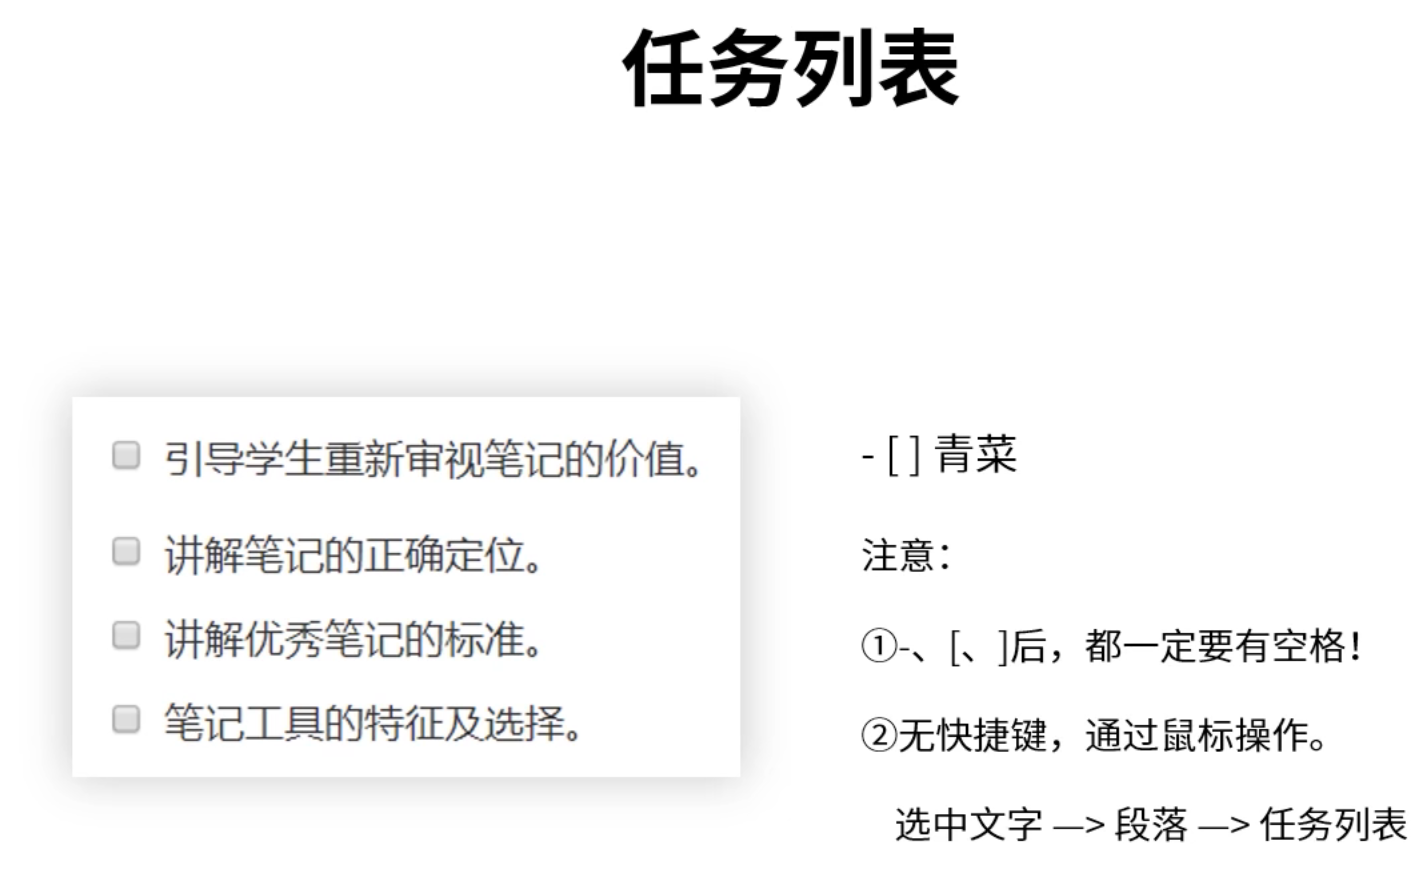 任务列表
引导学生重新审视笔记的价值。
讲解笔记的正确定位。
讲解优秀笔记的标准。
笔记工具的特征及选择。
- [ ] 青菜
注意：
①-、[、]后，都一定要有空格！
②无快捷键，通过鼠标操作。
选中文字 —> 段落 —> 任务列表